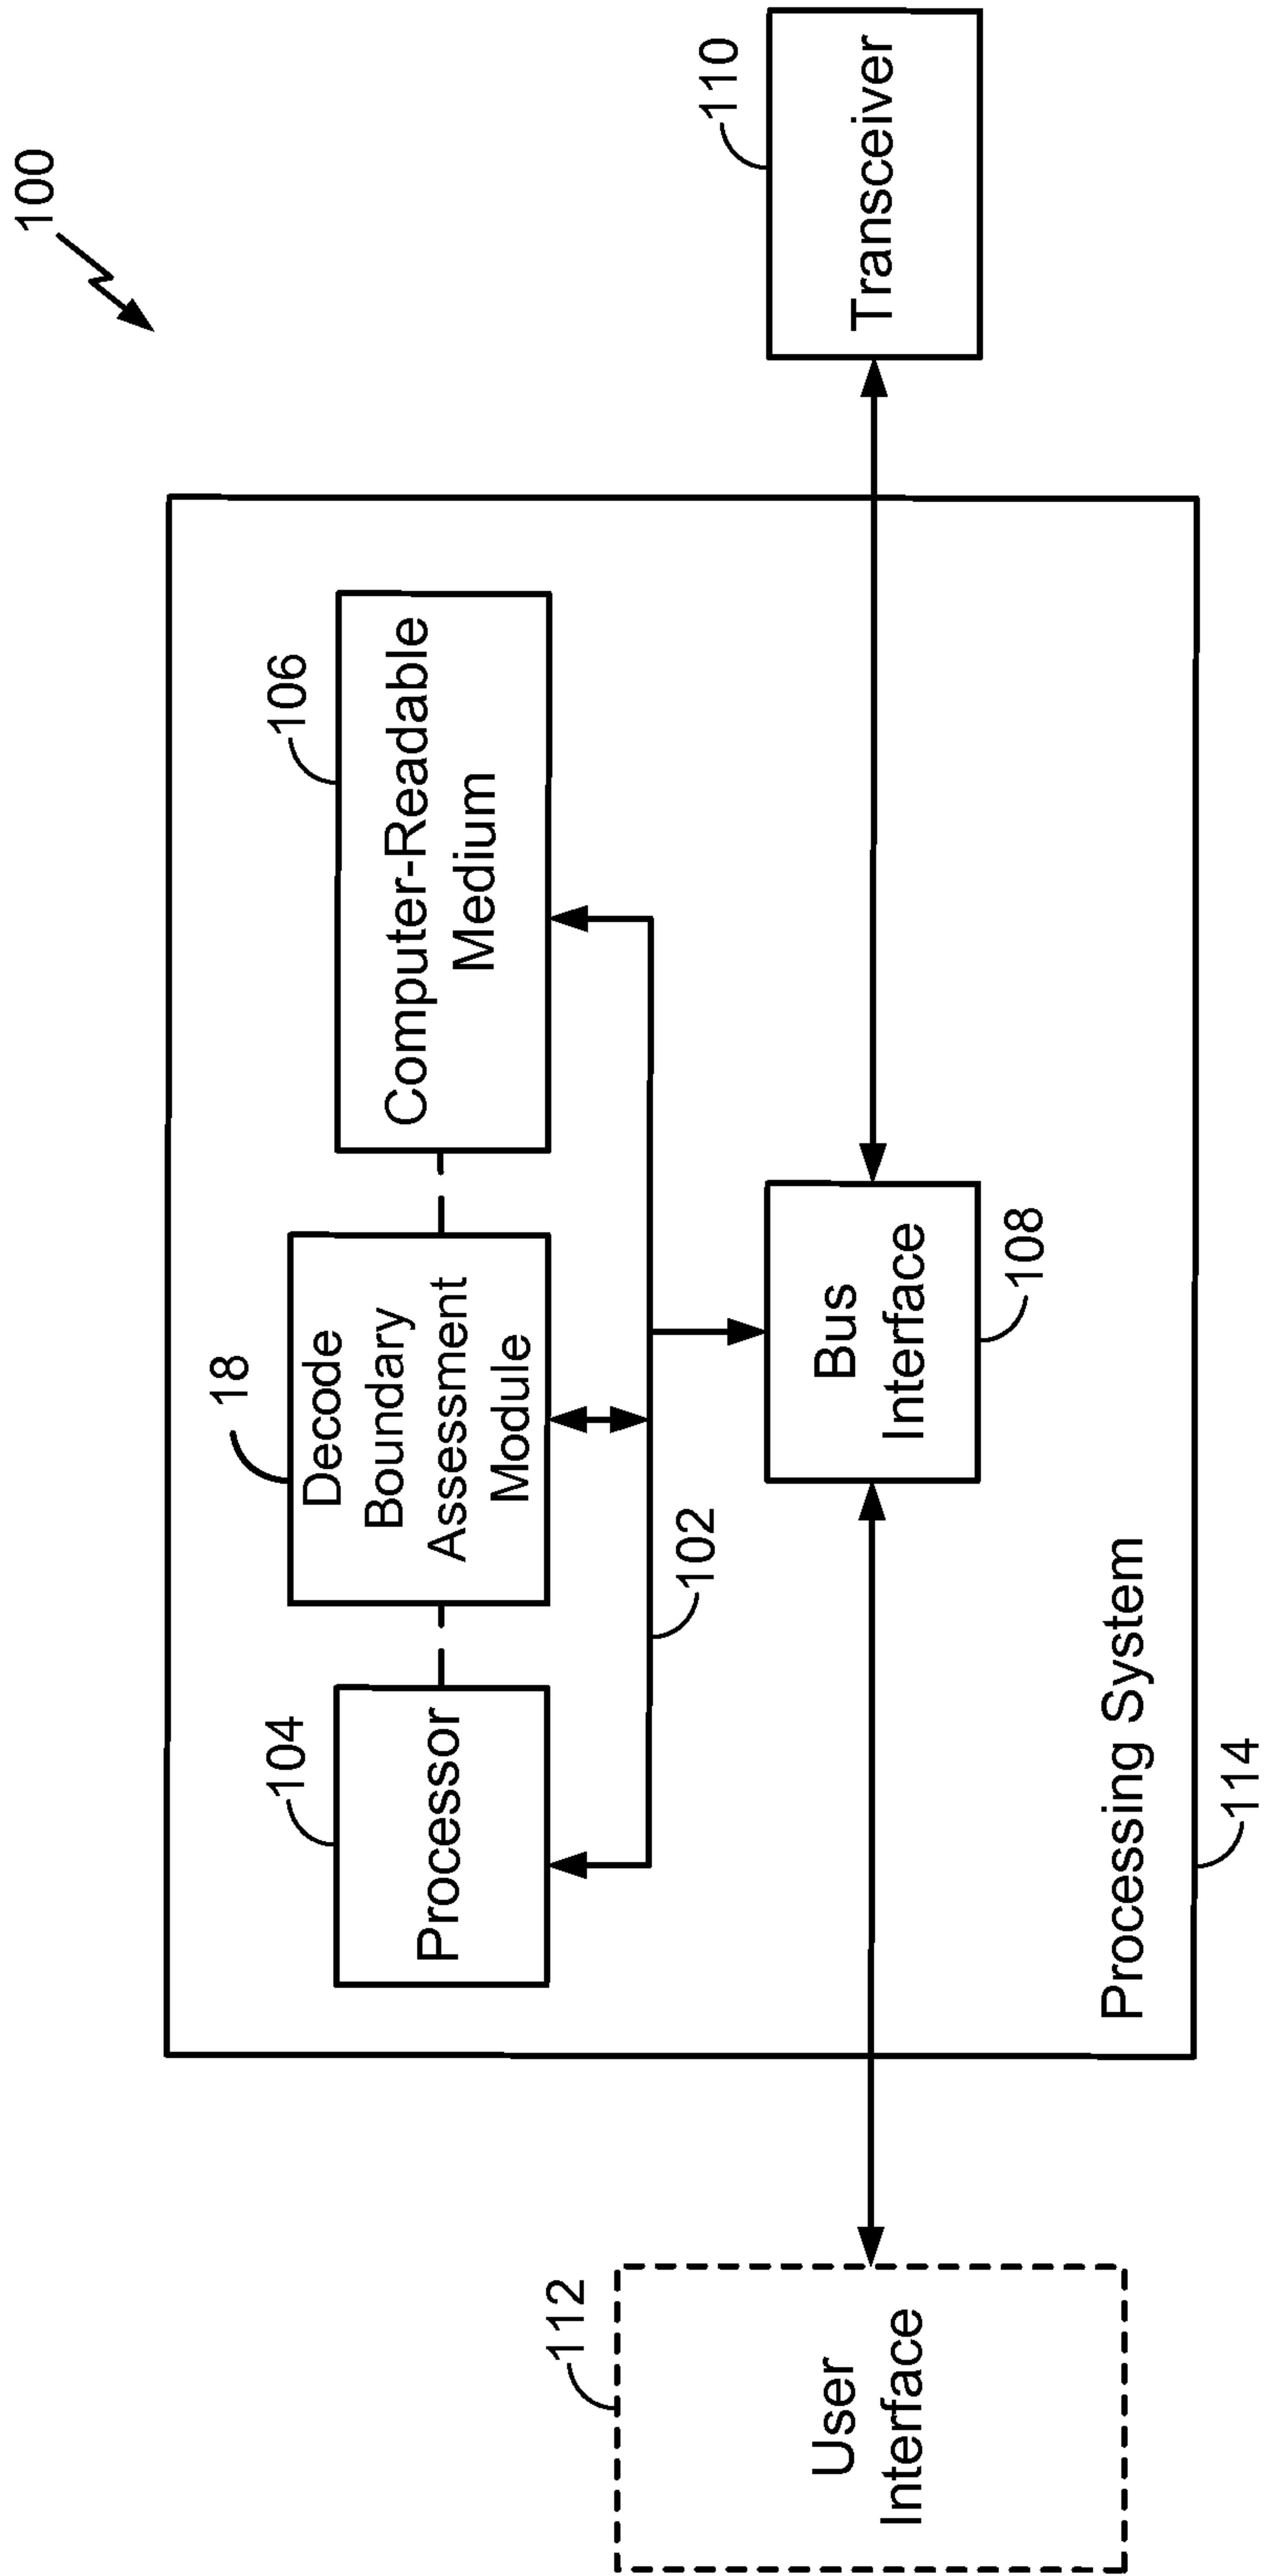 100
106
18
104
Computer-Readable
Medium
Decode
Boundary
Assessment
Module
Processor
110
Transceiver
102
112
User
Interface
Bus
Interface
108
Processing System
114